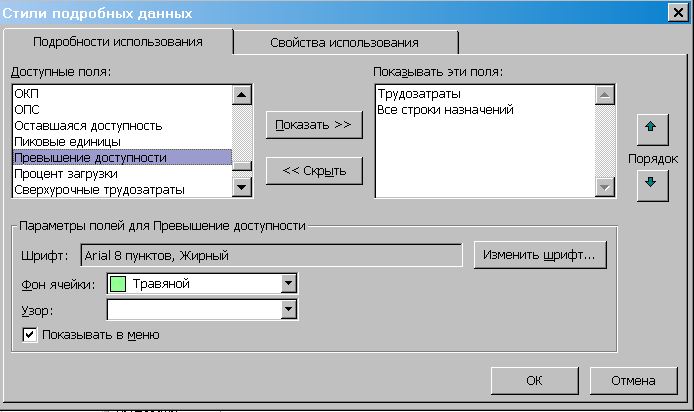 Стили подробных данных
Подробности использования
Свойства использования
Доступные поля:
ОКП
ОПС
Оставшаяся доступность
Пиковые единицы
Превышение доступности
Процент загрузки
Сверхурочные трудозатраты
Показать >>
<< Скрыть
Показывать эти поля:
Трудозатраты
Все строки назначений
Порядок
Параметры полей для Превышение доступности
Шрифт: Arial 8 пунктов, Жирный
Изменить шрифт...
Фон ячейки: Травяной
Узор:
Показывать в меню
ОК
Отмена